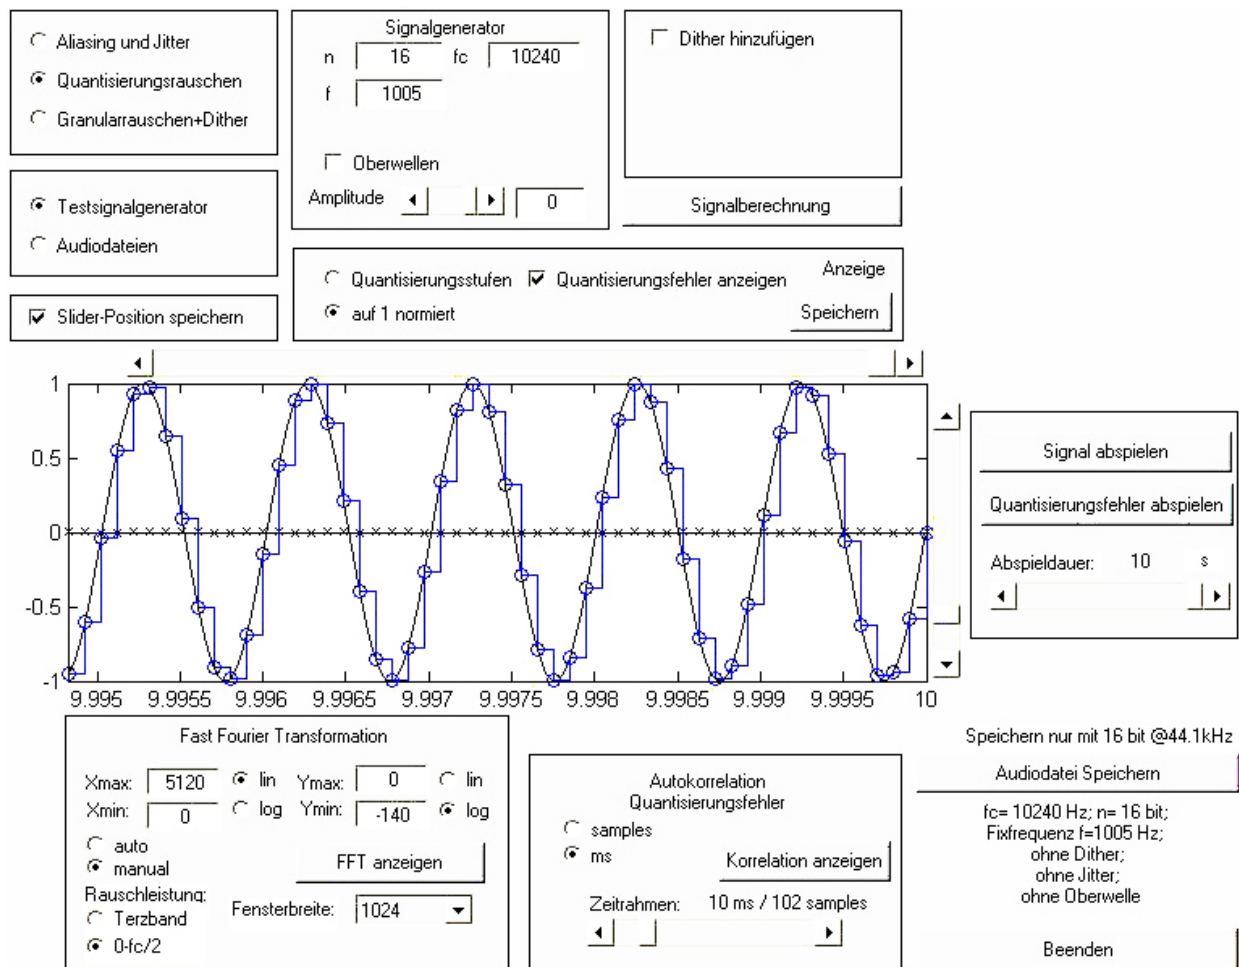 Aliasing und Jitter
Quantisierungsrauschen
Granularrauschen+Dither
Testsignalgenerator
Audiodateien
Slider-Position speichern
Signalgenerator
n 16 fc 10240
f 1005
Oberwellen
Amplitude 0
Dither hinzufügen
Signalberechnung
Quantisierungsstufen Quantisierungsfehler anzeigen Anzeige
auf 1 normiert Speichern
1
0.5
0
-0.5
-1
9.995 9.9955 9.996 9.9965 9.997 9.9975 9.998 9.9985 9.999 9.9995 10
Signal abspielen
Quantisierungsfehler abspielen
Abspieldauer: 10 s
Fast Fourier Transformation
Xmax: 5120 lin Ymax: 0 lin
Xmin: 0 log Ymin: -140 log
auto
manual FFT anzeigen
Rauschleistung:
Terzband Fensterbreite: 1024
0-fc/2
Autokorrelation
Quantisierungsfehler
samples
ms Korrelation anzeigen
Zeitrahmen: 10 ms / 102 samples
Speichern nur mit 16 bit @44.1kHz
Audiodatei Speichern
fc= 10240 Hz; n= 16 bit;
Fixfrequenz f=1005 Hz;
ohne Dither;
ohne Jitter;
ohne Oberwelle
Beenden